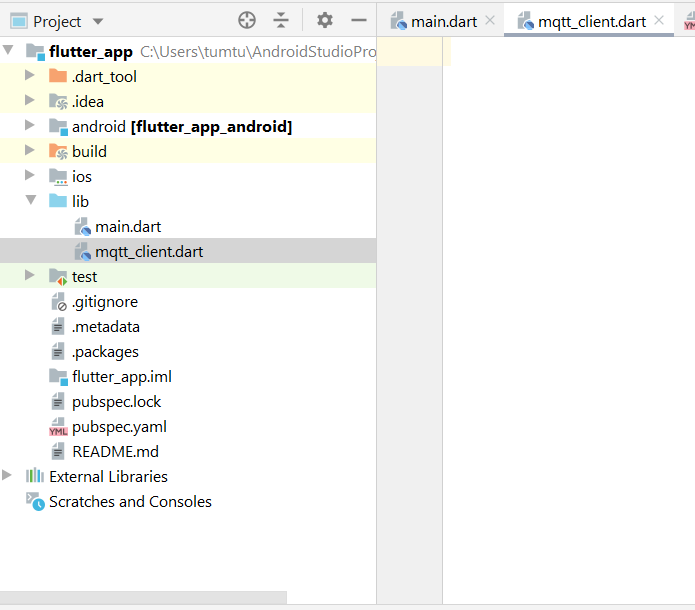 Project
main.dart
mqtt_client.dart
flutter_app C:\Users\tumtu\AndroidStudioPro
.dart_tool
.idea
android [flutter_app_android]
build
ios
lib
main.dart
mqtt_client.dart
test
.gitignore
.metadata
.packages
flutter_app.iml
pubspec.lock
YML pubspec.yaml
README.md
External Libraries
Scratches and Consoles